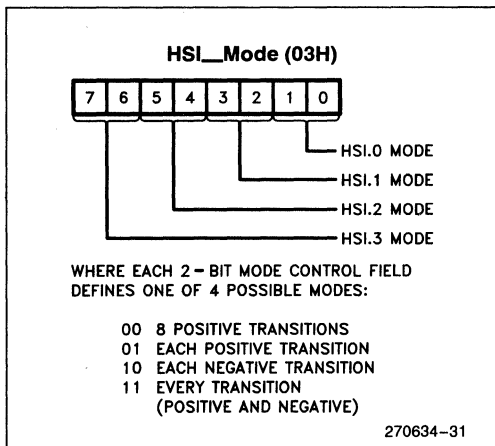 HSI__Mode (03H)
7 6 5 4 3 2 1 0
HSI.0 MODE
HSI.1 MODE
HSI.2 MODE
HSI.3 MODE
WHERE EACH 2-BIT MODE CONTROL FIELD
DEFINES ONE OF 4 POSSIBLE MODES:
00 8 POSITIVE TRANSITIONS
01 EACH POSITIVE TRANSITION
10 EACH NEGATIVE TRANSITION
11 EVERY TRANSITION
(POSITIVE AND NEGATIVE)
270634-31